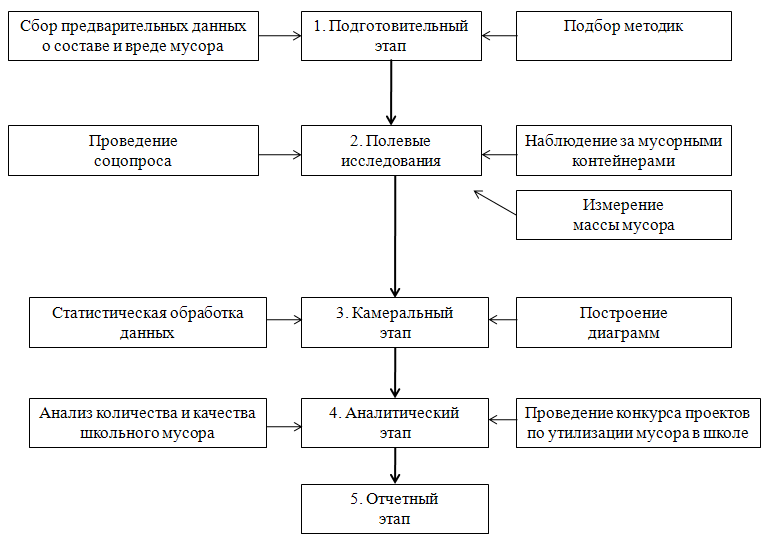 Сбор предварительных данных
о составе и вреде мусора
1. Подготовительный
этап
Подбор методик
Проведение
соцопроса
2. Полевые
исследования
Наблюдение за мусорными
контейнерами
Измерение
массы мусора
Статистическая обработка
данных
3. Камеральный
этап
Построение
диаграмм
Анализ количества и качества
школьного мусора
4. Аналитический
этап
Проведение конкурса проектов
по утилизации мусора в школе
5. Отчетный
этап